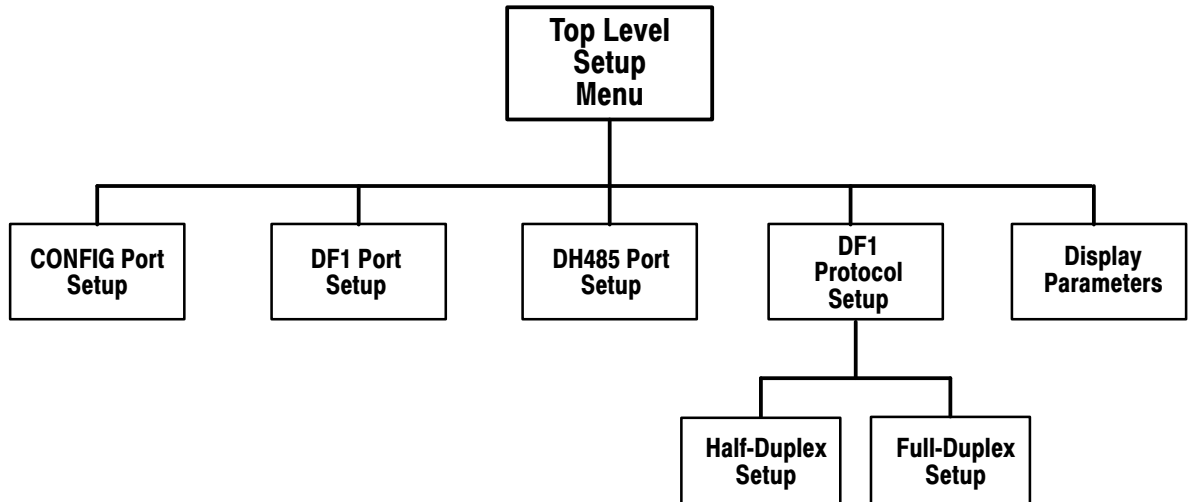 Top Level
Setup
Menu
CONFIG Port
Setup
DF1 Port
Setup
DH485 Port
Setup
DF1
Protocol
Setup
Display
Parameters
Half-Duplex
Setup
Full-Duplex
Setup